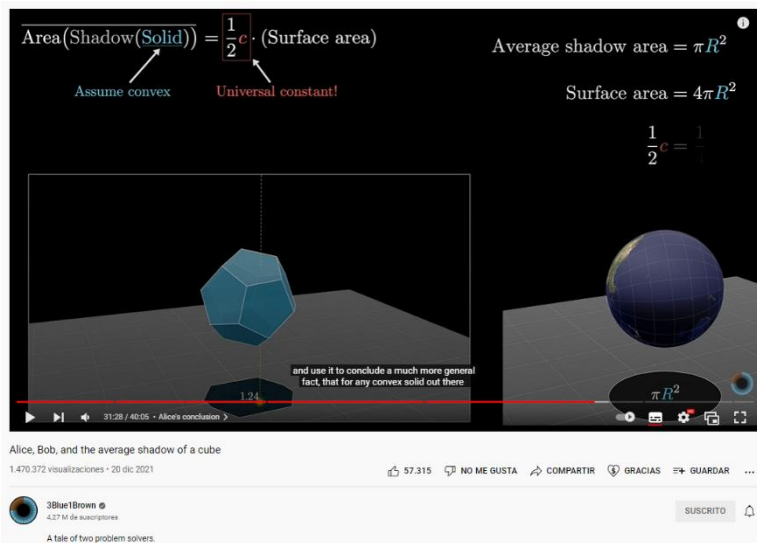 Area(Shadow(Solid)) = 1/2 c · (Surface area)
Assume convex
Universal constant!
Average shadow area = πR²
Surface area = 4πR²
1/2 c =
1.24
πR²
and use it to conclude a much more general
fact, that for any convex solid out there
31:28 / 40:05 • Alice's conclusion >
Alice, Bob, and the average shadow of a cube
1.470.372 visualizaciones • 20 dic 2021
57.315 NO ME GUSTA COMPARTIR GRACIAS GUARDAR ...
3Blue1Brown
4,27 M de suscriptores
SUSCRITO
A tale of two problem solvers.